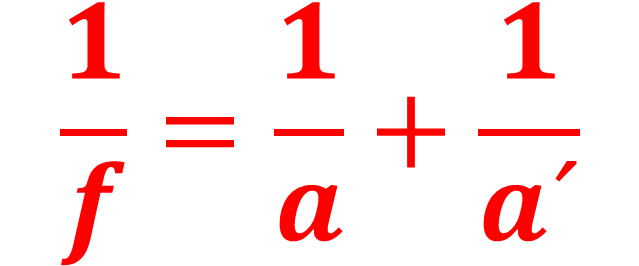 1/f = 1/a + 1/a′